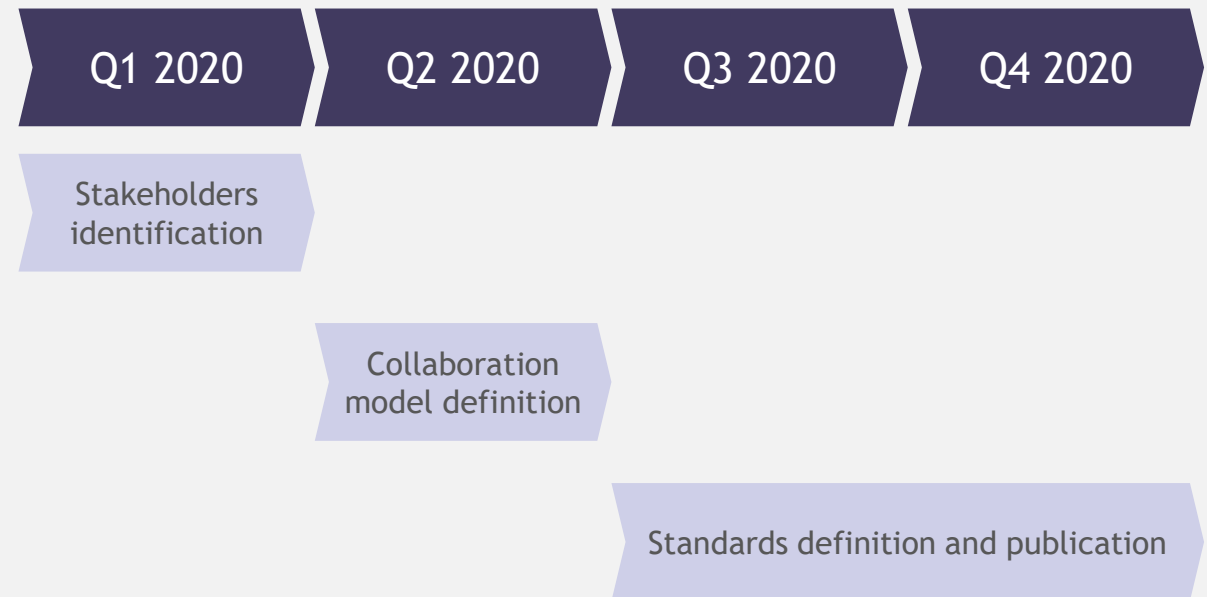 Q1 2020
Q2 2020
Q3 2020
Q4 2020
Stakeholders
identification
Collaboration
model definition
Standards definition and publication